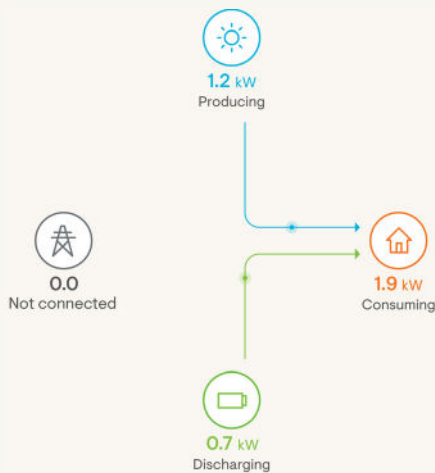 1.2 kW
Producing
0.0
Not connected
1.9 kW
Consuming
0.7 kW
Discharging